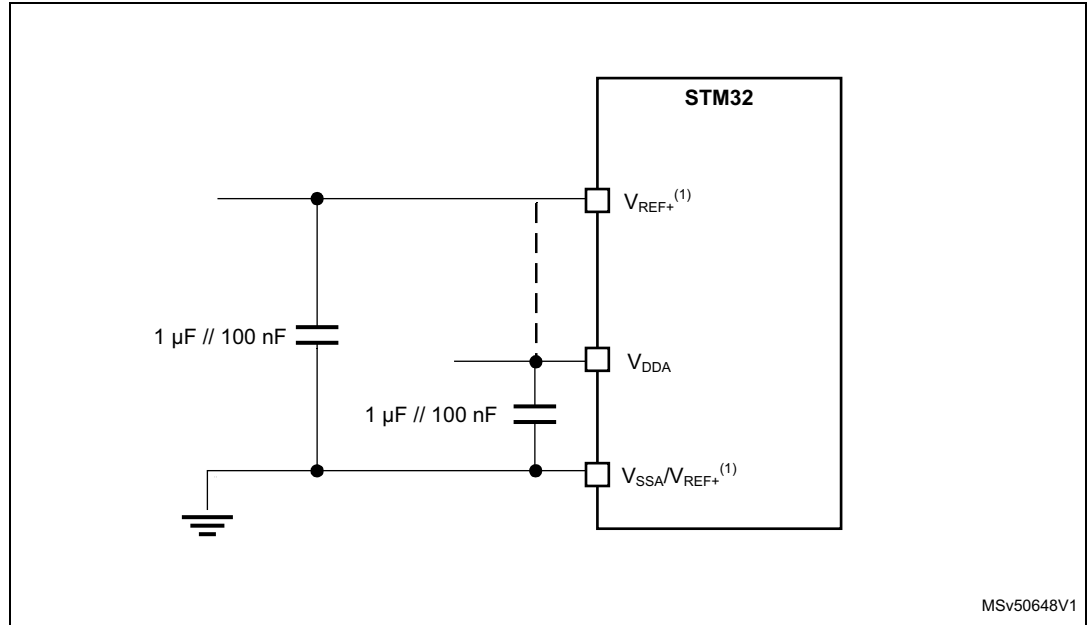 STM32
V_REF+^(1)
1 µF // 100 nF
V_DDA
1 µF // 100 nF
V_SSA/V_REF+^(1)
MSv50648V1